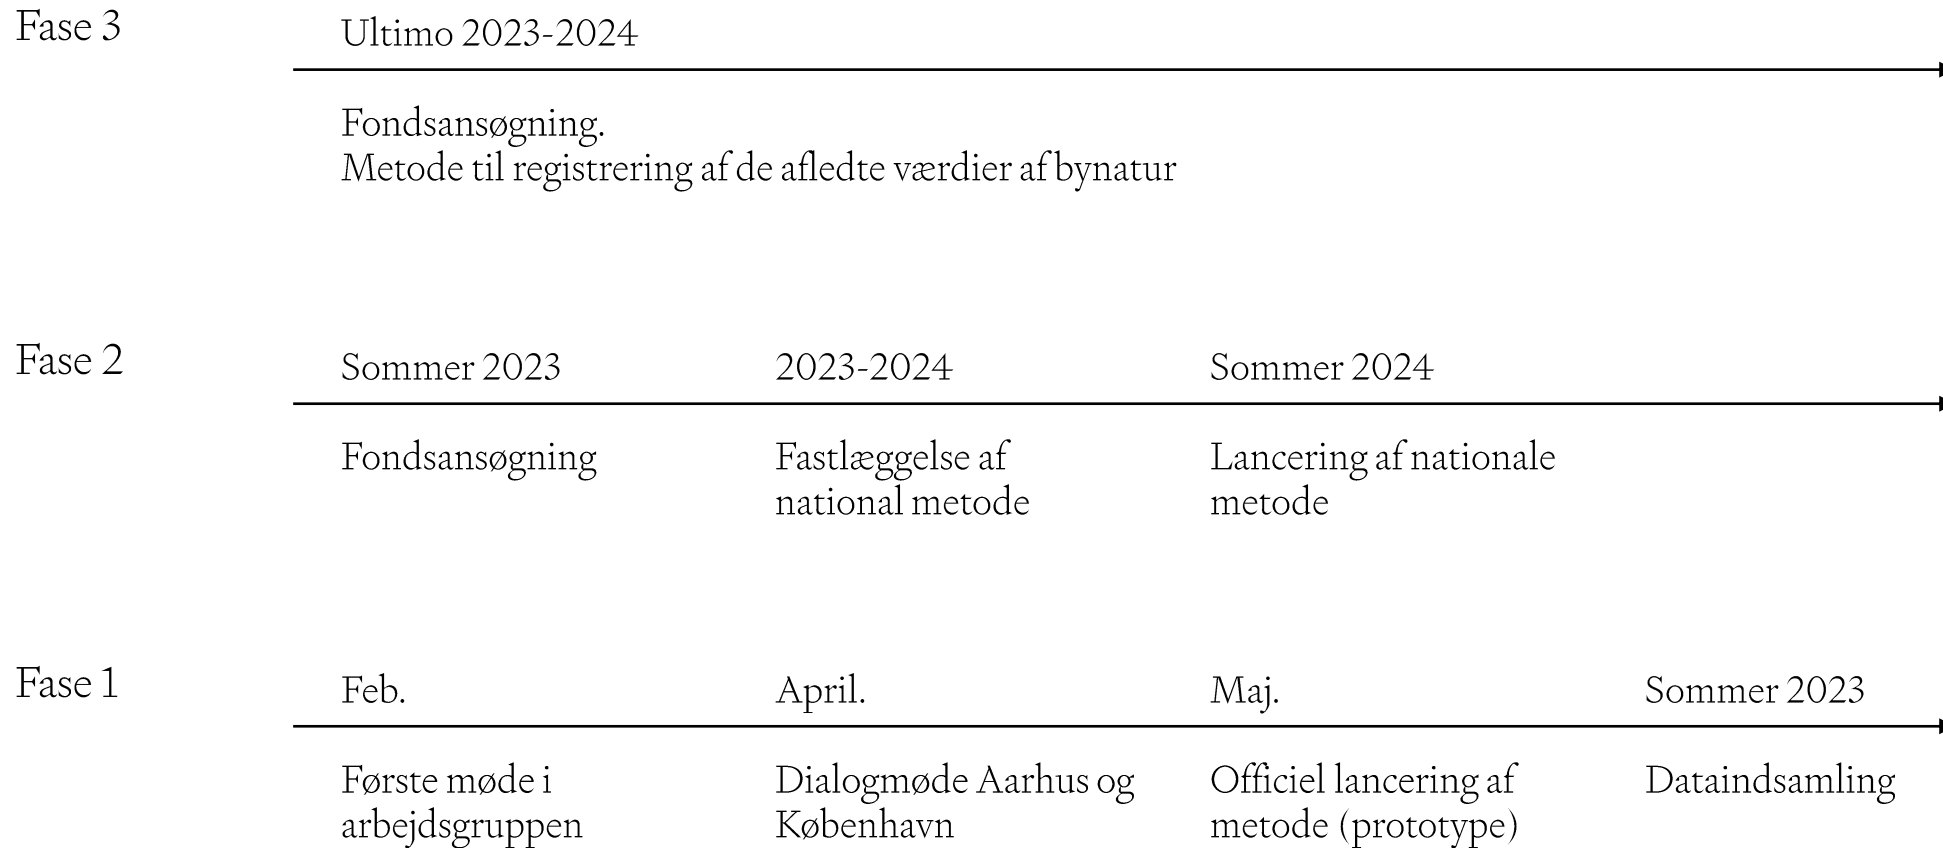 Fase 3
Ultimo 2023-2024
Fondsansøgning.
Metode til registrering af de afledte værdier af bynatur
Fase 2
Sommer 2023
2023-2024
Sommer 2024
Fondsansøgning
Fastlæggelse af
national metode
Lancering af nationale
metode
Fase 1
Feb.
April.
Maj.
Sommer 2023
Første møde i
arbejdsgruppen
Dialogmøde Aarhus og
København
Officiel lancering af
metode (prototype)
Dataindsamling